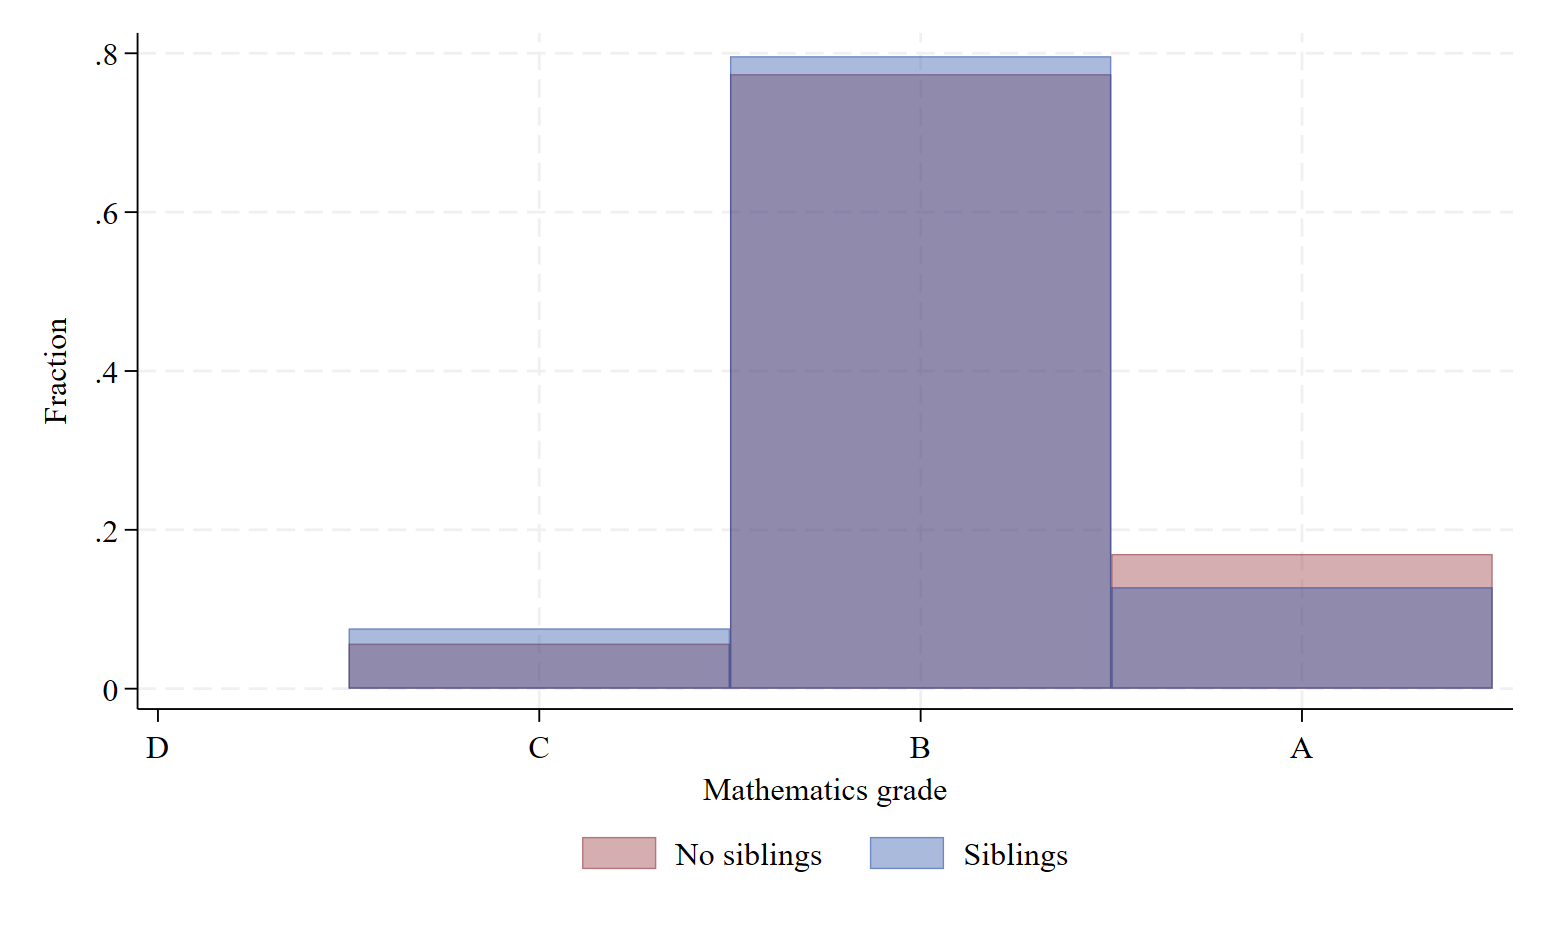 .8
.6
.4
.2
0
Fraction
D C B A
Mathematics grade
No siblings Siblings